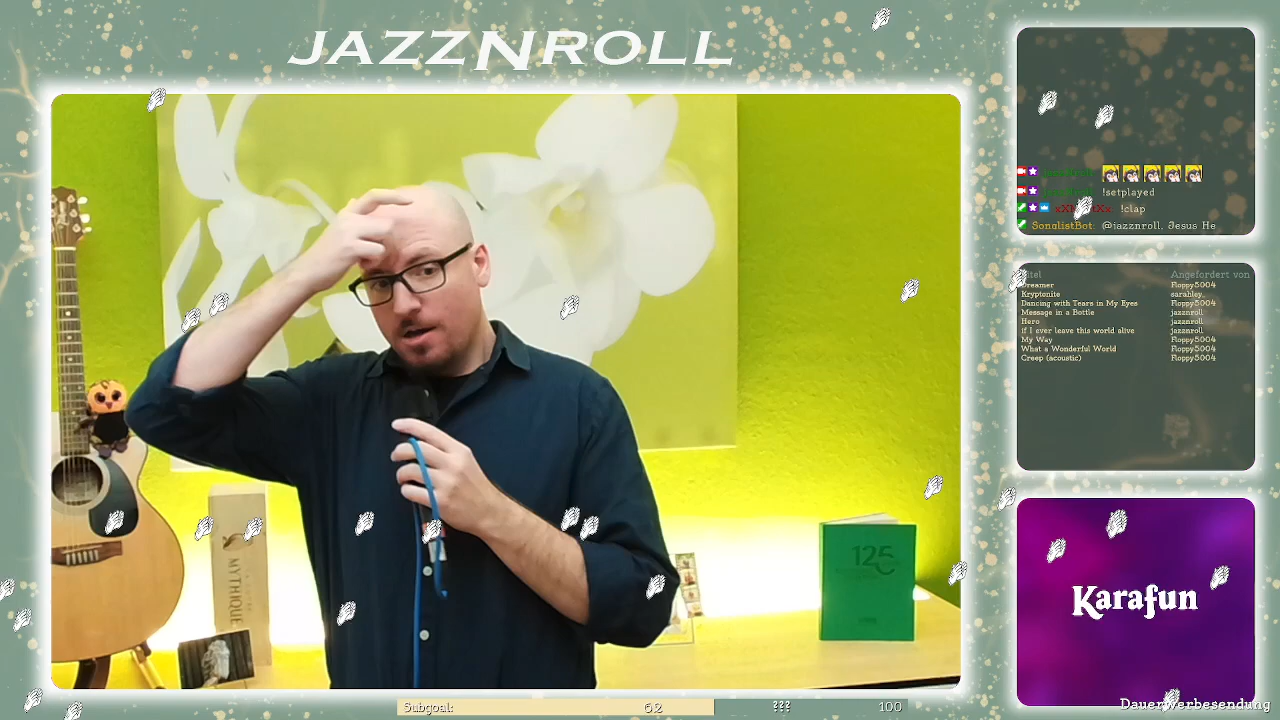 JAZZNROLL
!setplayed
!clap
SonglistBot: @jazznroll, Jesus He
Titel Angefordert von
Dreamer Floppy5004
Kryptonite sarahley_
Dancing with Tears in My Eyes Floppy5004
Message in a Bottle jazznroll
Hero jazznroll
If I ever leave this world alive jazznroll
My Way Floppy5004
What a Wonderful World Floppy5004
Creep (acoustic) Floppy5004
MYTHIQUE
125
Karafun
Dauerwerbesendung
Subgoal: 62 ??? 100